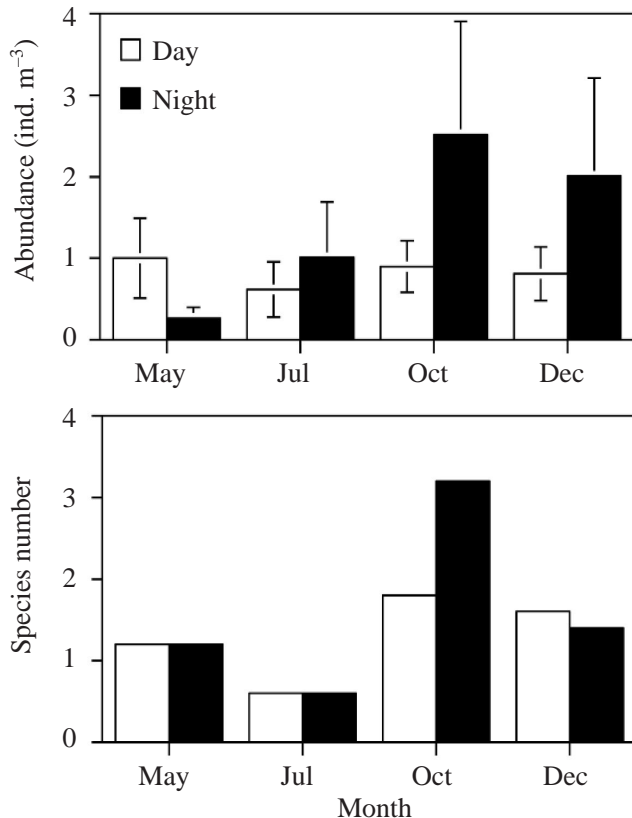 Abundance (ind. m⁻³)
4
3
2
1
0
Day
Night
May Jul Oct Dec
Species number
4
3
2
1
0
May Jul Oct Dec
Month